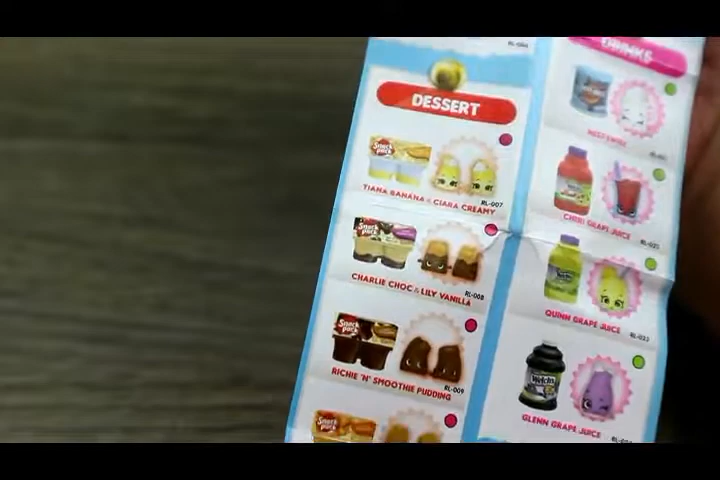 DESSERT
Snack pack
TIANA BANANA & CIARA CREAMY
RL-007
Snack pack
CHARLIE CHOC & LILY VANILLA
RL-008
Snack pack
RICHIE 'N' SMOOTHIE PUDDING
RL-009
Snack pack
DRINKS
GRAPE JUICE
QUINN GRAPE JUICE
Welch's
GLENN GRAPE JUICE